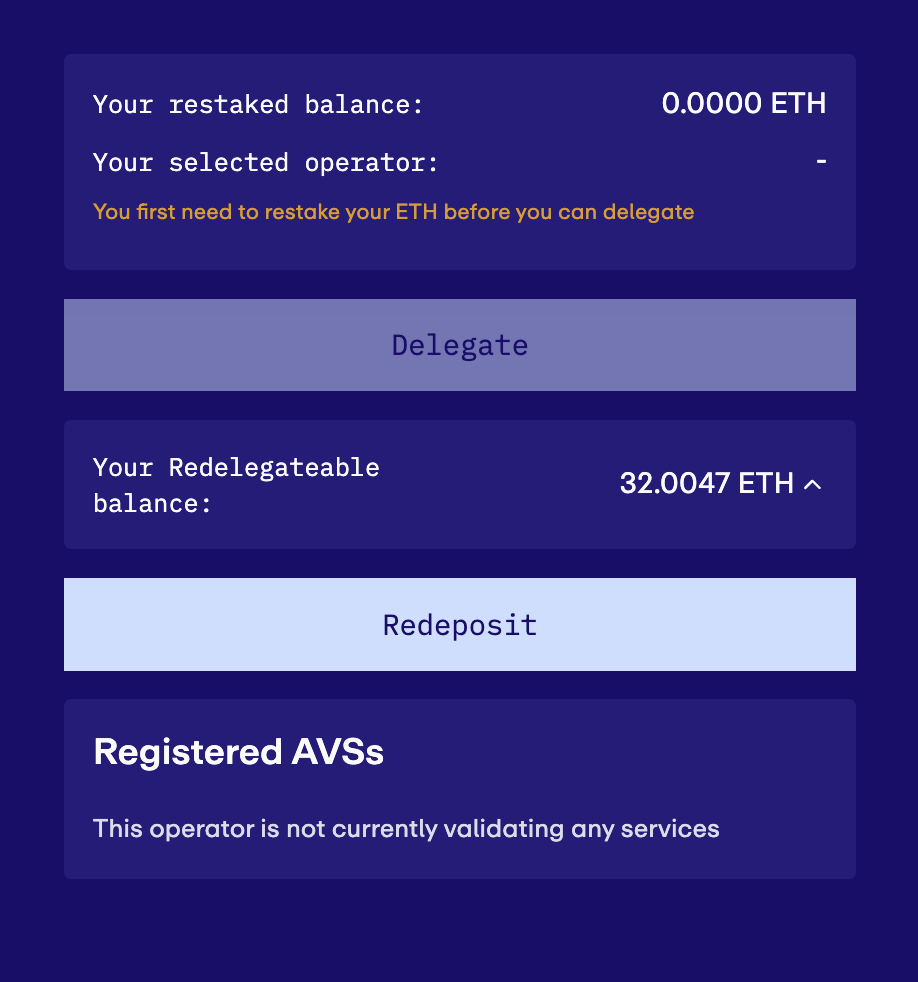 Your restaked balance: 0.0000 ETH
Your selected operator: -
You first need to restake your ETH before you can delegate
Delegate
Your Redelegateable
balance: 32.0047 ETH
Redeposit
Registered AVSs
This operator is not currently validating any services